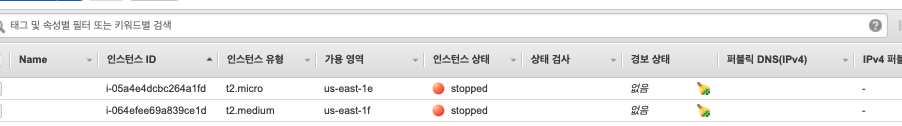 태그 및 속성별 필터 또는 키워드별 검색
Name 인스턴스 ID 인스턴스 유형 가용 영역 인스턴스 상태 상태 검사 경보 상태 퍼블릭 DNS(IPv4) IPv4 퍼블
i-05a4e4dcbc264a1fd t2.micro us-east-1e stopped 없음 -
i-064efee69a839ce1d t2.medium us-east-1f stopped 없음 -